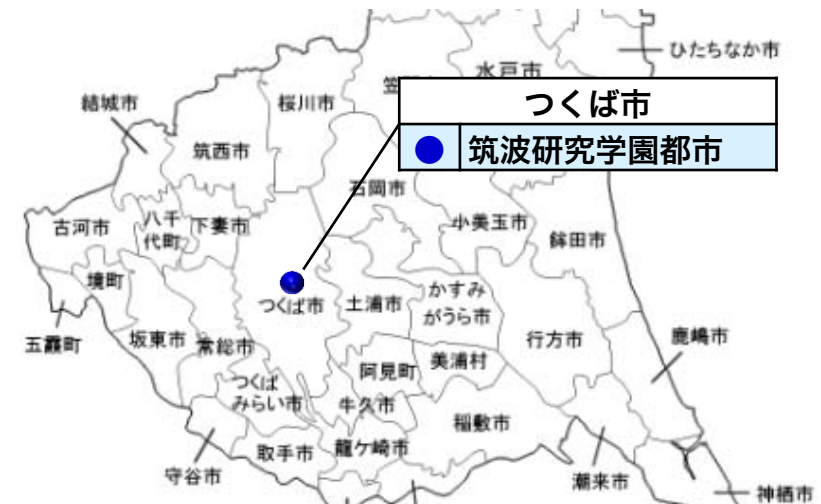 ひたちなか市
水戸市
笠
桜川市
結城市
つくば市
筑波研究学園都市
筑西市
石岡市
小美玉市
鉾田市
古河市
八千
代町
下妻市
境町
つくば市
土浦市
かすみ
がうら市
五霞町
坂東市
常総市
行方市
鹿嶋市
阿見町
美浦村
つくば
みらい市
牛久市
稲敷市
守谷市
取手市
龍ケ崎市
潮来市
神栖市